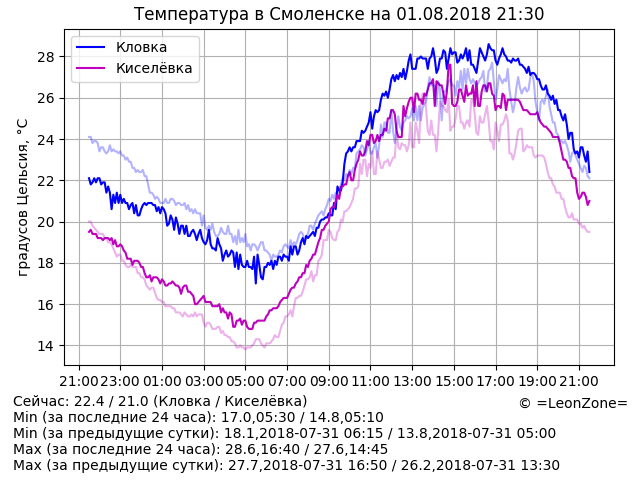 Температура в Смоленске на 01.08.2018 21:30
Кловка
Киселёвка
градусов Цельсия, °C
28
26
24
22
20
18
16
14
21:00 23:00 01:00 03:00 05:00 07:00 09:00 11:00 13:00 15:00 17:00 19:00 21:00
Сейчас: 22.4 / 21.0 (Кловка / Киселёвка)
© =LeonZone=
Min (за последние 24 часа): 17.0,05:30 / 14.8,05:10
Min (за предыдущие сутки): 18.1,2018-07-31 06:15 / 13.8,2018-07-31 05:00
Max (за последние 24 часа): 28.6,16:40 / 27.6,14:45
Max (за предыдущие сутки): 27.7,2018-07-31 16:50 / 26.2,2018-07-31 13:30